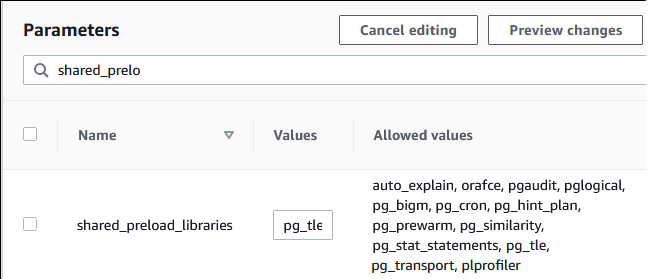 Parameters
Cancel editing
Preview changes
shared_prelo
Name
Values
Allowed values
shared_preload_libraries
pg_tle
auto_explain, orafce, pgaudit, pglogical,
pg_bigm, pg_cron, pg_hint_plan,
pg_prewarm, pg_similarity,
pg_stat_statements, pg_tle,
pg_transport, plprofiler